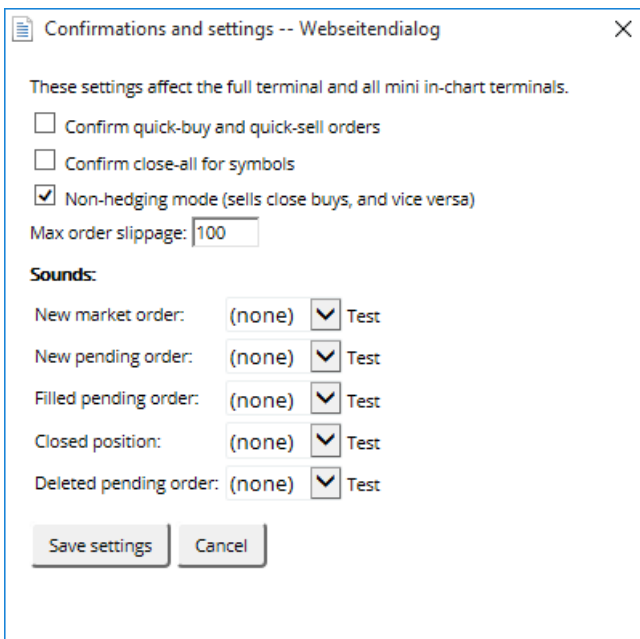 Confirmations and settings -- Webseitendialog
These settings affect the full terminal and all mini in-chart terminals.
Confirm quick-buy and quick-sell orders
Confirm close-all for symbols
Non-hedging mode (sells close buys, and vice versa)
Max order slippage: 100
Sounds:
New market order: (none) Test
New pending order: (none) Test
Filled pending order: (none) Test
Closed position: (none) Test
Deleted pending order: (none) Test
Save settings Cancel